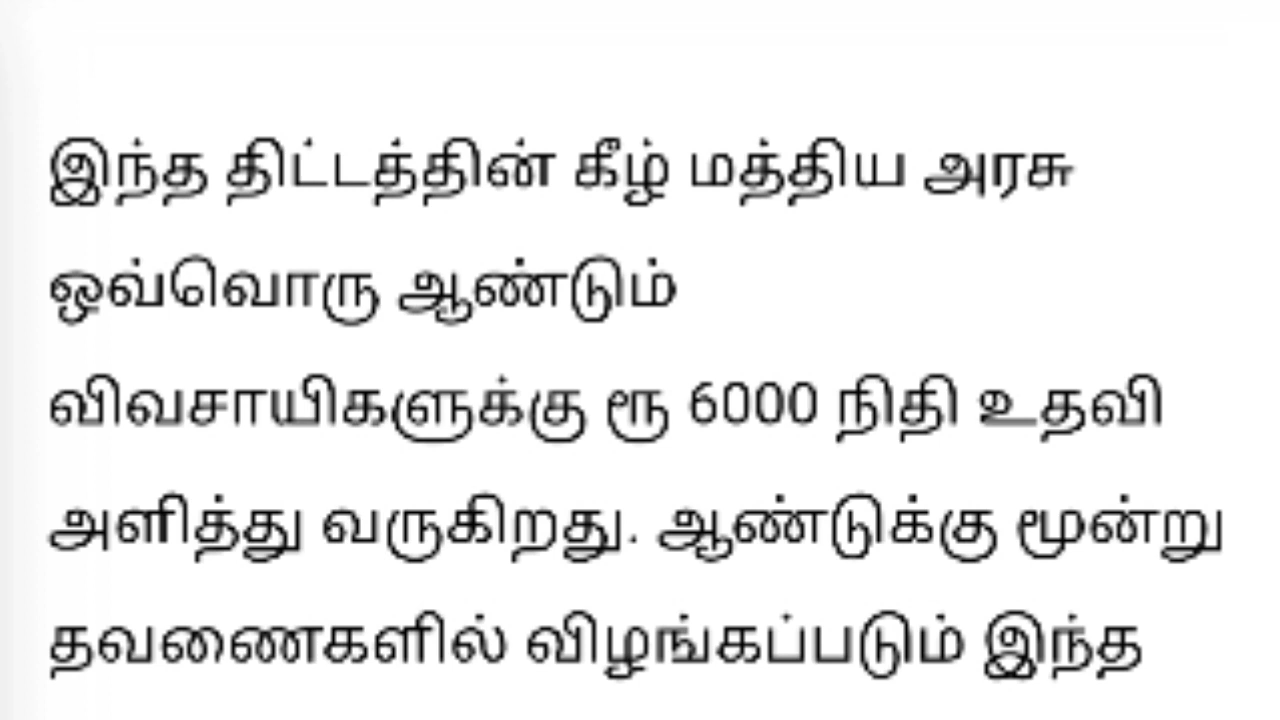 இந்த திட்டத்தின் கீழ் மத்திய அரசு
ஒவ்வொரு ஆண்டும்
விவசாயிகளுக்கு ரூ 6000 நிதி உதவி
அளித்து வருகிறது. ஆண்டுக்கு மூன்று
தவணைகளில் விழங்கப்படும் இந்த